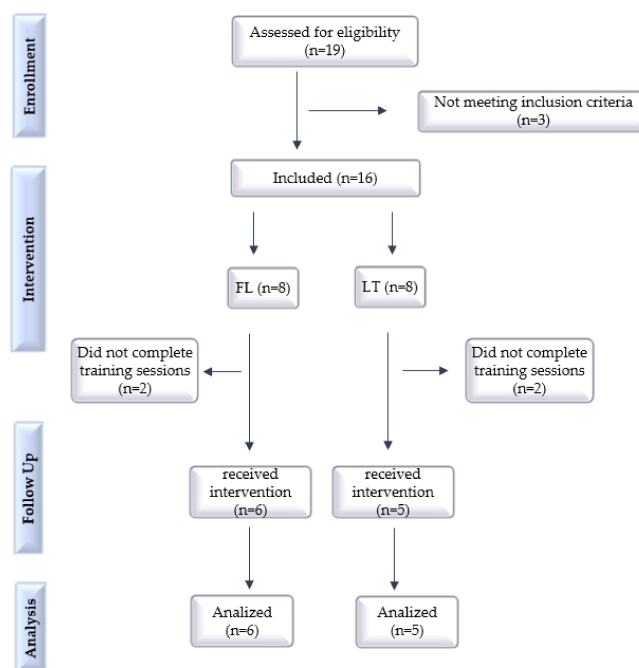 Enrollment
Assessed for eligibility
(n=19)
Not meeting inclusion criteria
(n=3)
Included (n=16)
Intervention
FL (n=8)
LT (n=8)
Did not complete
training sessions
(n=2)
Did not complete
training sessions
(n=2)
Follow Up
received
intervention
(n=6)
received
intervention
(n=5)
Analysis
Analized
(n=6)
Analized
(n=5)